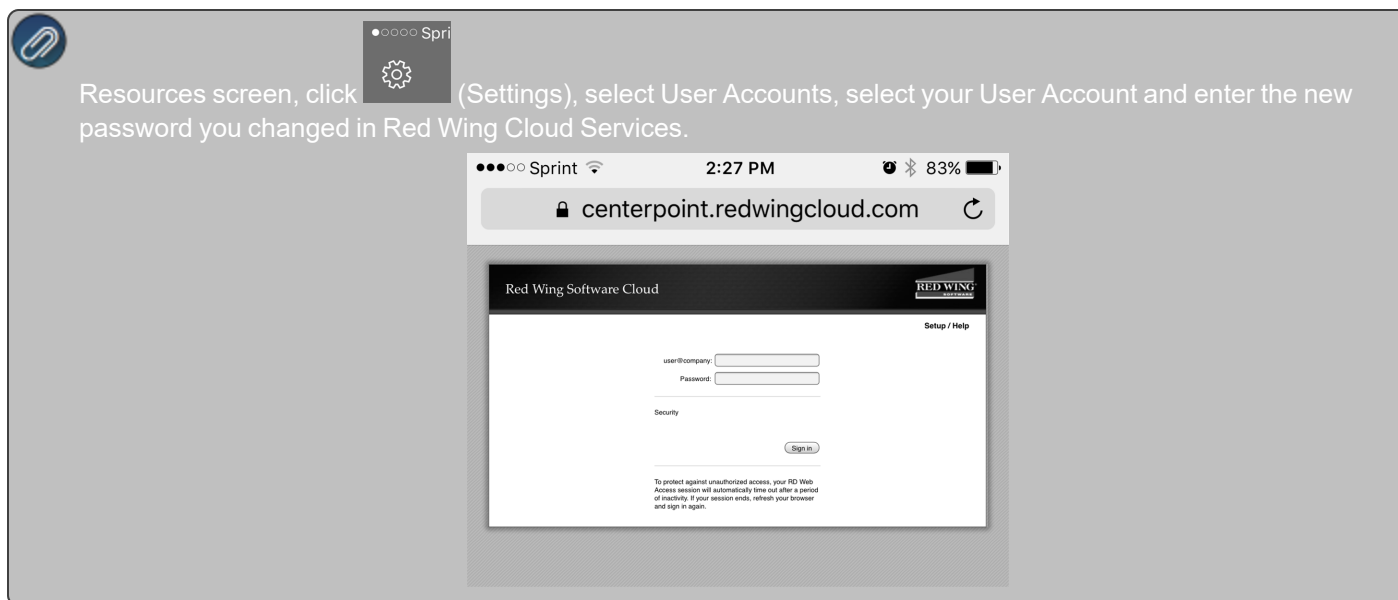 Spri
Resources screen, click (Settings), select User Accounts, select your User Account and enter the new
password you changed in Red Wing Cloud Services.
Sprint 2:27 PM 83%
centerpoint.redwingcloud.com
Red Wing Software Cloud
RED WING
SOFTWARE
Setup / Help
user@company:
Password:
Security
Sign in
To protect against unauthorized access, your RD Web
Access session will automatically time out after a period
of inactivity. If your session ends, refresh your browser
and sign in again.